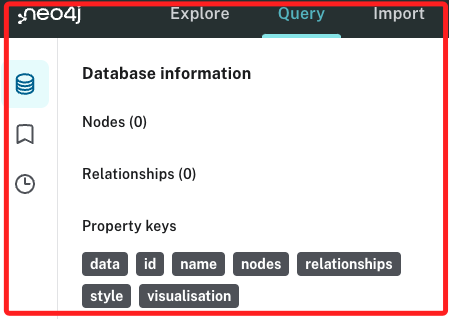 neo4j Explore Query Import
Database information
Nodes (0)
Relationships (0)
Property keys
data id name nodes relationships
style visualisation